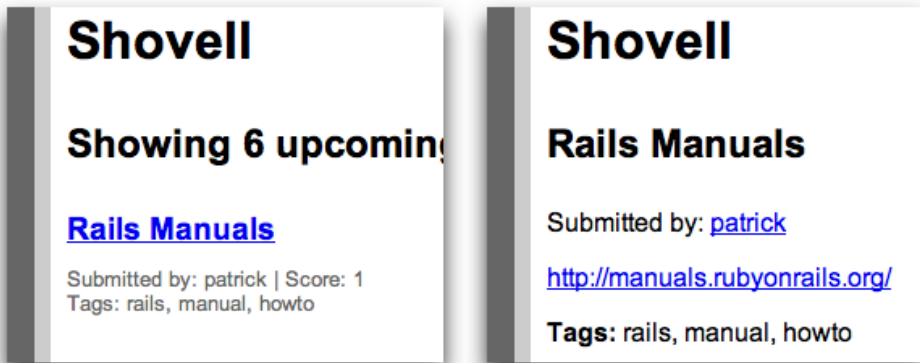 Shovell
Showing 6 upcoming
Rails Manuals
Submitted by: patrick | Score: 1
Tags: rails, manual, howto
Shovell
Rails Manuals
Submitted by: patrick
http://manuals.rubyonrails.org/
Tags: rails, manual, howto